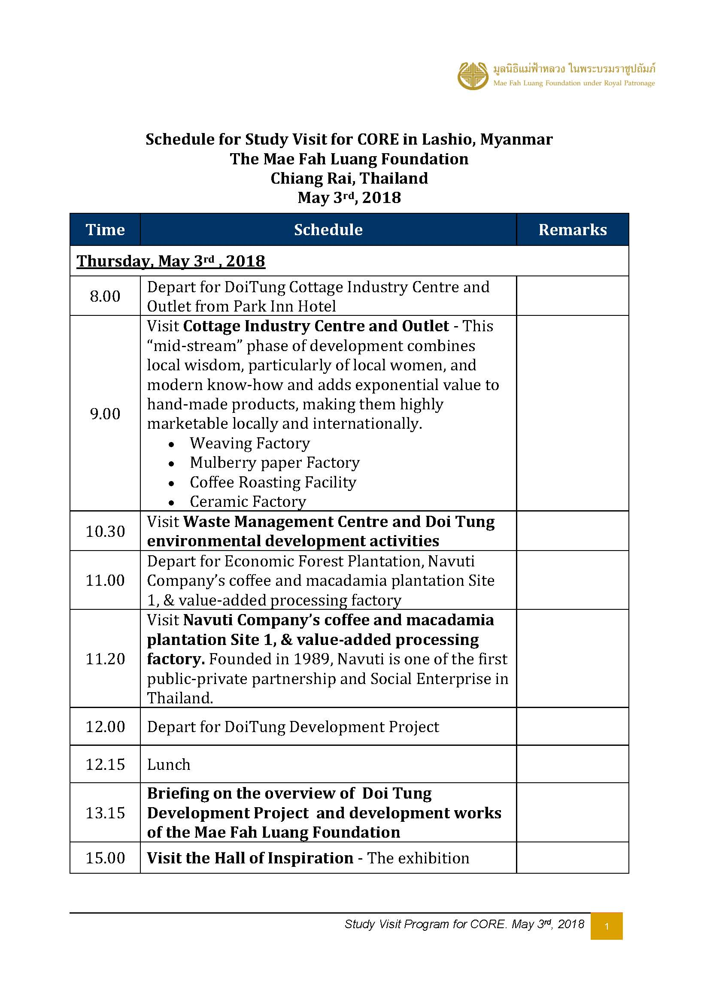 มูลนิธิแม่ฟ้าหลวง ในพระบรมราชูปถัมภ์
Mae Fah Luang Foundation under Royal Patronage
Schedule for Study Visit for CORE in Lashio, Myanmar
The Mae Fah Luang Foundation
Chiang Rai, Thailand
May 3rd, 2018
Time Schedule Remarks
Thursday, May 3rd , 2018
8.00
Depart for DoiTung Cottage Industry Centre and
Outlet from Park Inn Hotel
9.00
Visit Cottage Industry Centre and Outlet - This
“mid-stream” phase of development combines
local wisdom, particularly of local women, and
modern know-how and adds exponential value to
hand-made products, making them highly
marketable locally and internationally.
• Weaving Factory
• Mulberry paper Factory
• Coffee Roasting Facility
• Ceramic Factory
10.30
Visit Waste Management Centre and Doi Tung
environmental development activities
11.00
Depart for Economic Forest Plantation, Navuti
Company’s coffee and macadamia plantation Site
1, & value-added processing factory
11.20
Visit Navuti Company’s coffee and macadamia
plantation Site 1, & value-added processing
factory. Founded in 1989, Navuti is one of the first
public-private partnership and Social Enterprise in
Thailand.
12.00 Depart for DoiTung Development Project
12.15 Lunch
13.15
Briefing on the overview of Doi Tung
Development Project and development works
of the Mae Fah Luang Foundation
15.00 Visit the Hall of Inspiration - The exhibition
Study Visit Program for CORE. May 3rd, 2018 1